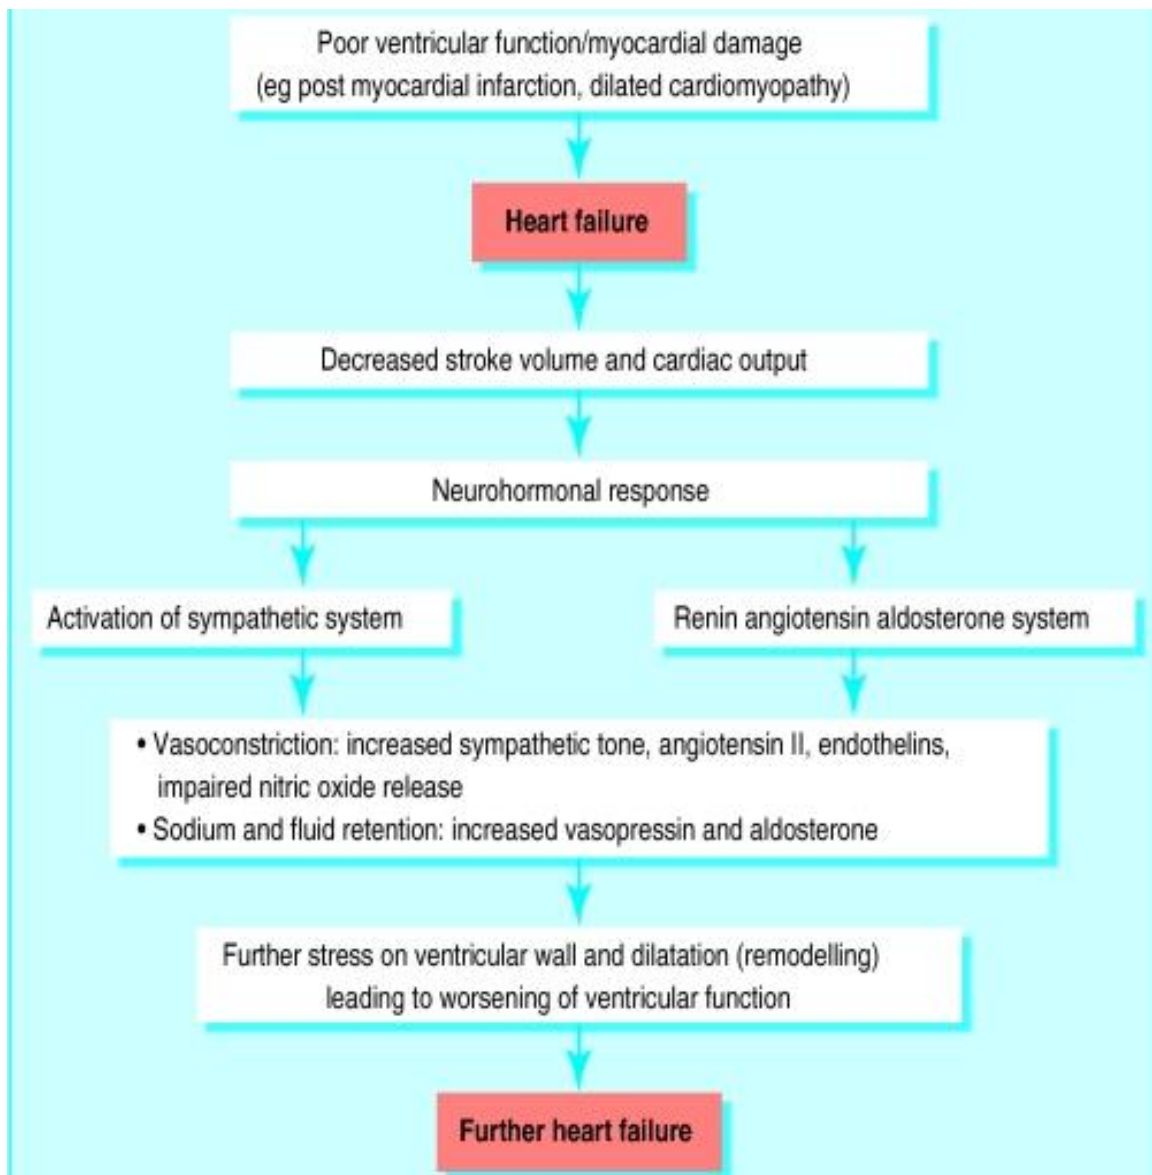 Poor ventricular function/myocardial damage
(eg post myocardial infarction, dilated cardiomyopathy)
Heart failure
Decreased stroke volume and cardiac output
Neurohormonal response
Activation of sympathetic system
Renin angiotensin aldosterone system
• Vasoconstriction: increased sympathetic tone, angiotensin II, endothelins,
impaired nitric oxide release
• Sodium and fluid retention: increased vasopressin and aldosterone
Further stress on ventricular wall and dilatation (remodelling)
leading to worsening of ventricular function
Further heart failure